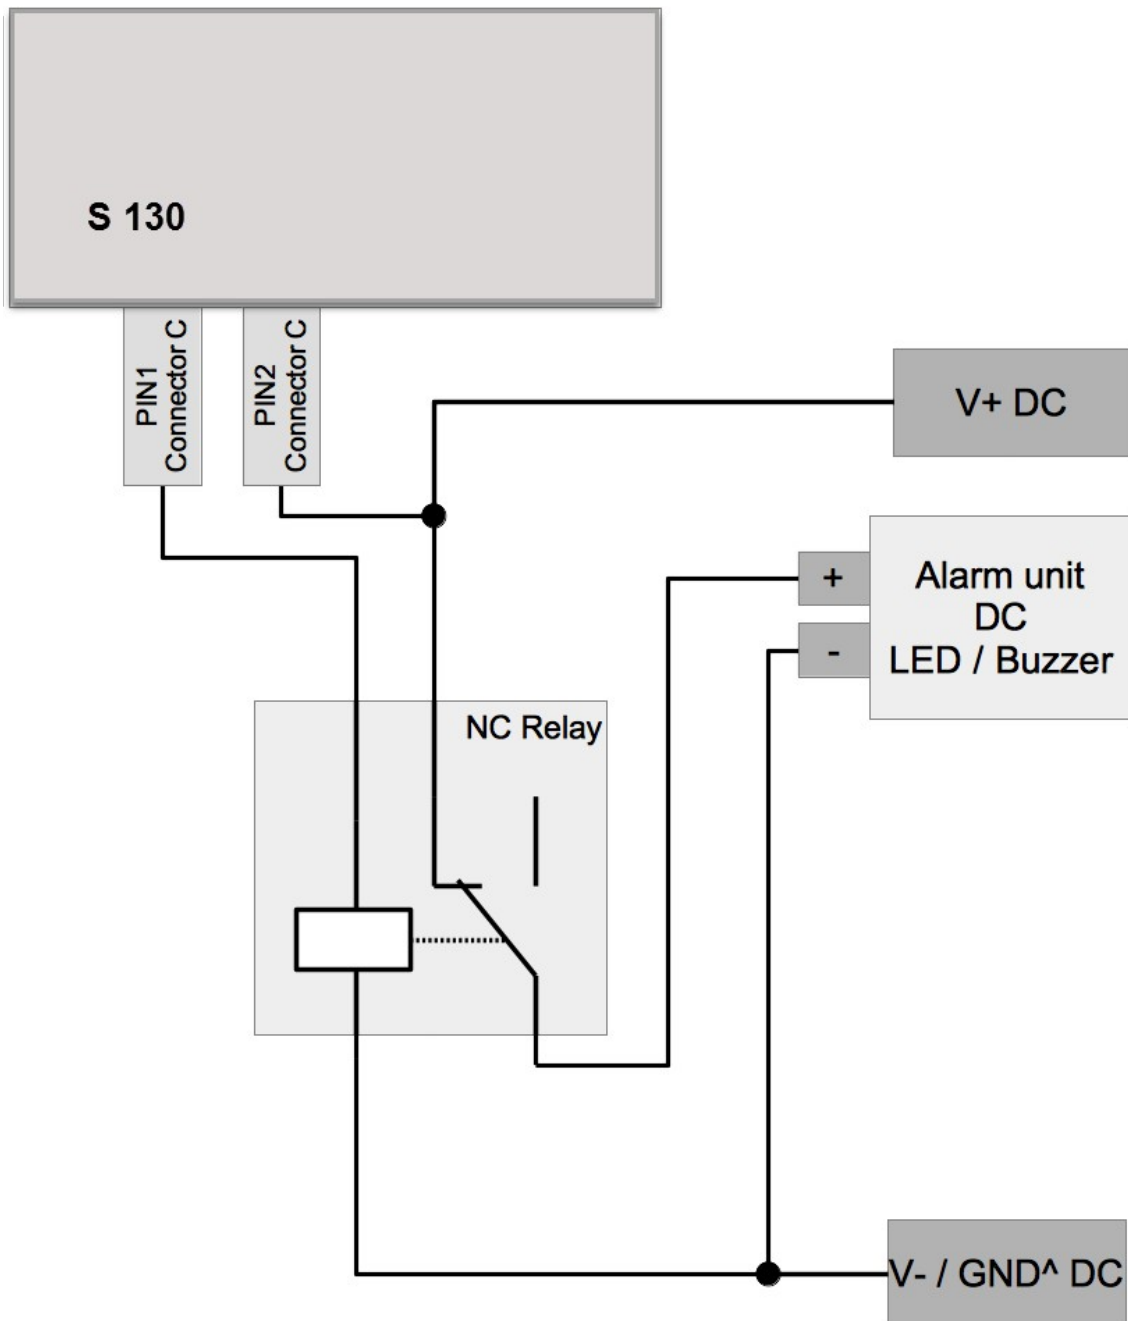 S 130
PIN1
Connector C
PIN2
Connector C
V+ DC
+
-
Alarm unit
DC
LED / Buzzer
NC Relay
V- / GND^ DC